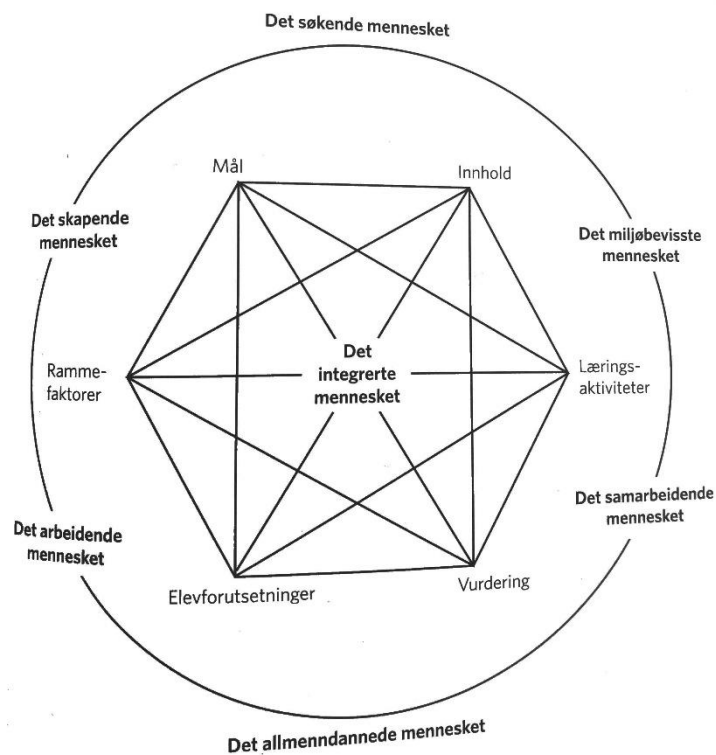 Det søkende mennesket
Mål
Innhold
Det skapende
mennesket
Det miljøbevisste
mennesket
Det
integrerte
mennesket
Ramme-
faktorer
Lærings-
aktiviteter
Det samarbeidende
mennesket
Det arbeidende
mennesket
Elevforutsetninger
Vurdering
Det allmenndannede mennesket